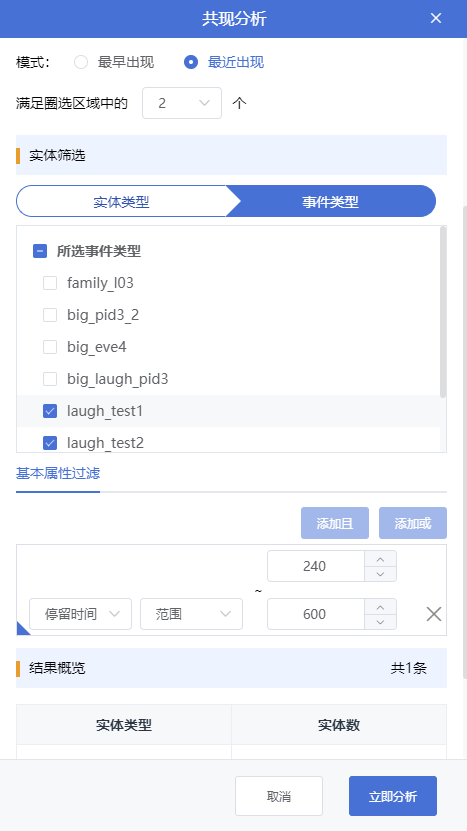 共现分析
模式： 最早出现 最近出现
满足圈选区域中的 2 个
实体筛选
实体类型 事件类型
所选事件类型
family_l03
big_pid3_2
big_eve4
big_laugh_pid3
laugh_test1
laugh_test2
基本属性过滤
添加且 添加或
240
~
停留时间 范围 600
结果概览 共1条
实体类型 实体数
取消 立即分析